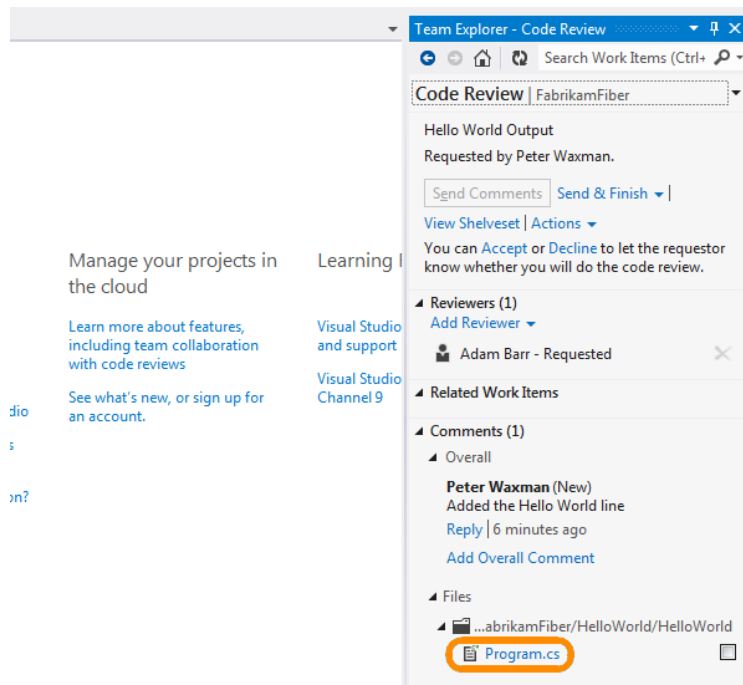 Team Explorer - Code Review
Search Work Items (Ctrl+
Code Review | FabrikamFiber
Hello World Output
Requested by Peter Waxman.
Send Comments Send & Finish
View Shelveset | Actions
You can Accept or Decline to let the requestor
know whether you will do the code review.
Reviewers (1)
Add Reviewer
Adam Barr - Requested
Related Work Items
Comments (1)
Overall
Peter Waxman (New)
Added the Hello World line
Reply | 6 minutes ago
Add Overall Comment
Files
...abrikamFiber/HelloWorld/HelloWorld
Program.cs
Manage your projects in
the cloud
Learn more about features,
including team collaboration
with code reviews
See what's new, or sign up for
an account.
Learning
Visual Studio
and support
Visual Studio
Channel 9